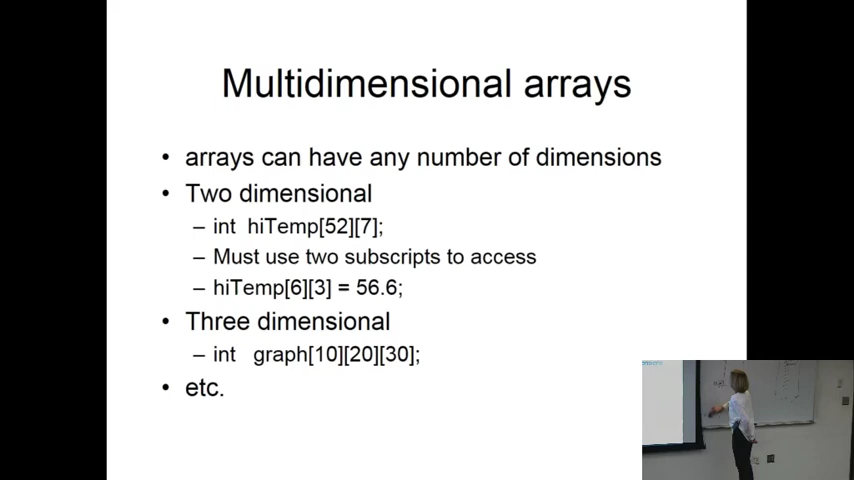 Multidimensional arrays
• arrays can have any number of dimensions
• Two dimensional
– int hiTemp[52][7];
– Must use two subscripts to access
– hiTemp[6][3] = 56.6;
• Three dimensional
– int graph[10][20][30];
• etc.